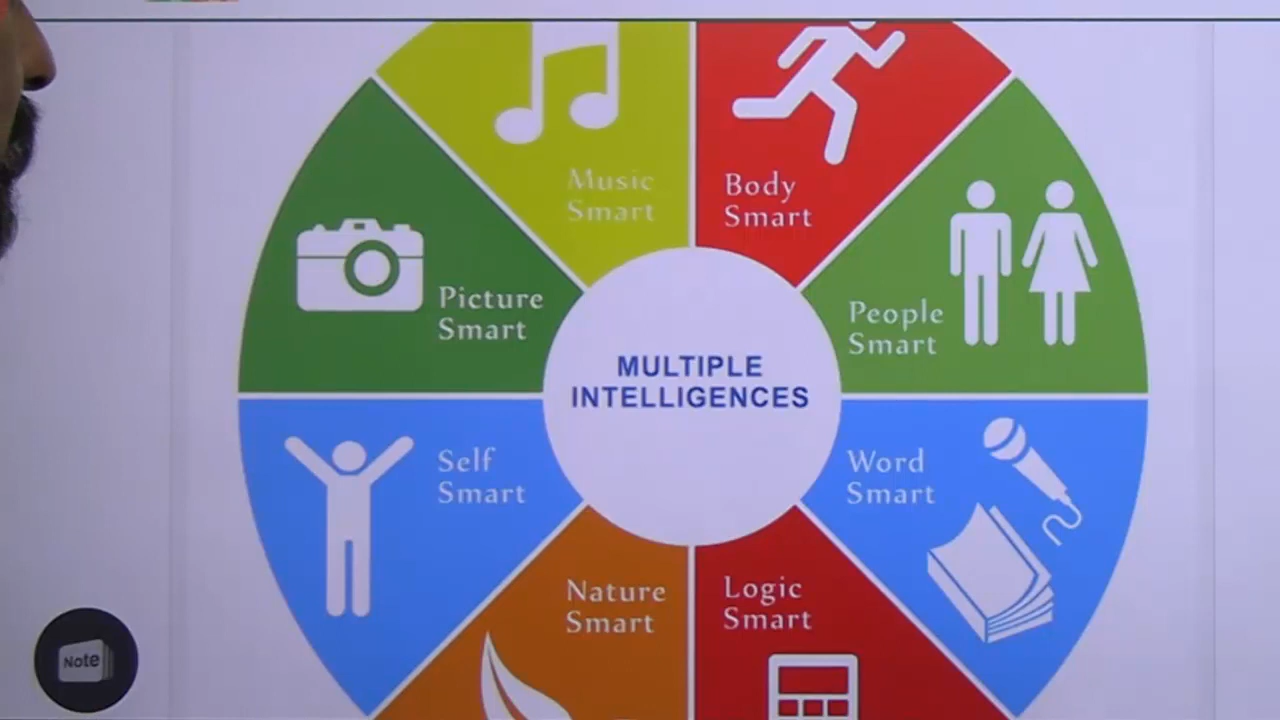 Music
Smart
Body
Smart
Picture
Smart
People
Smart
MULTIPLE
INTELLIGENCES
Self
Smart
Word
Smart
Nature
Smart
Logic
Smart
Note